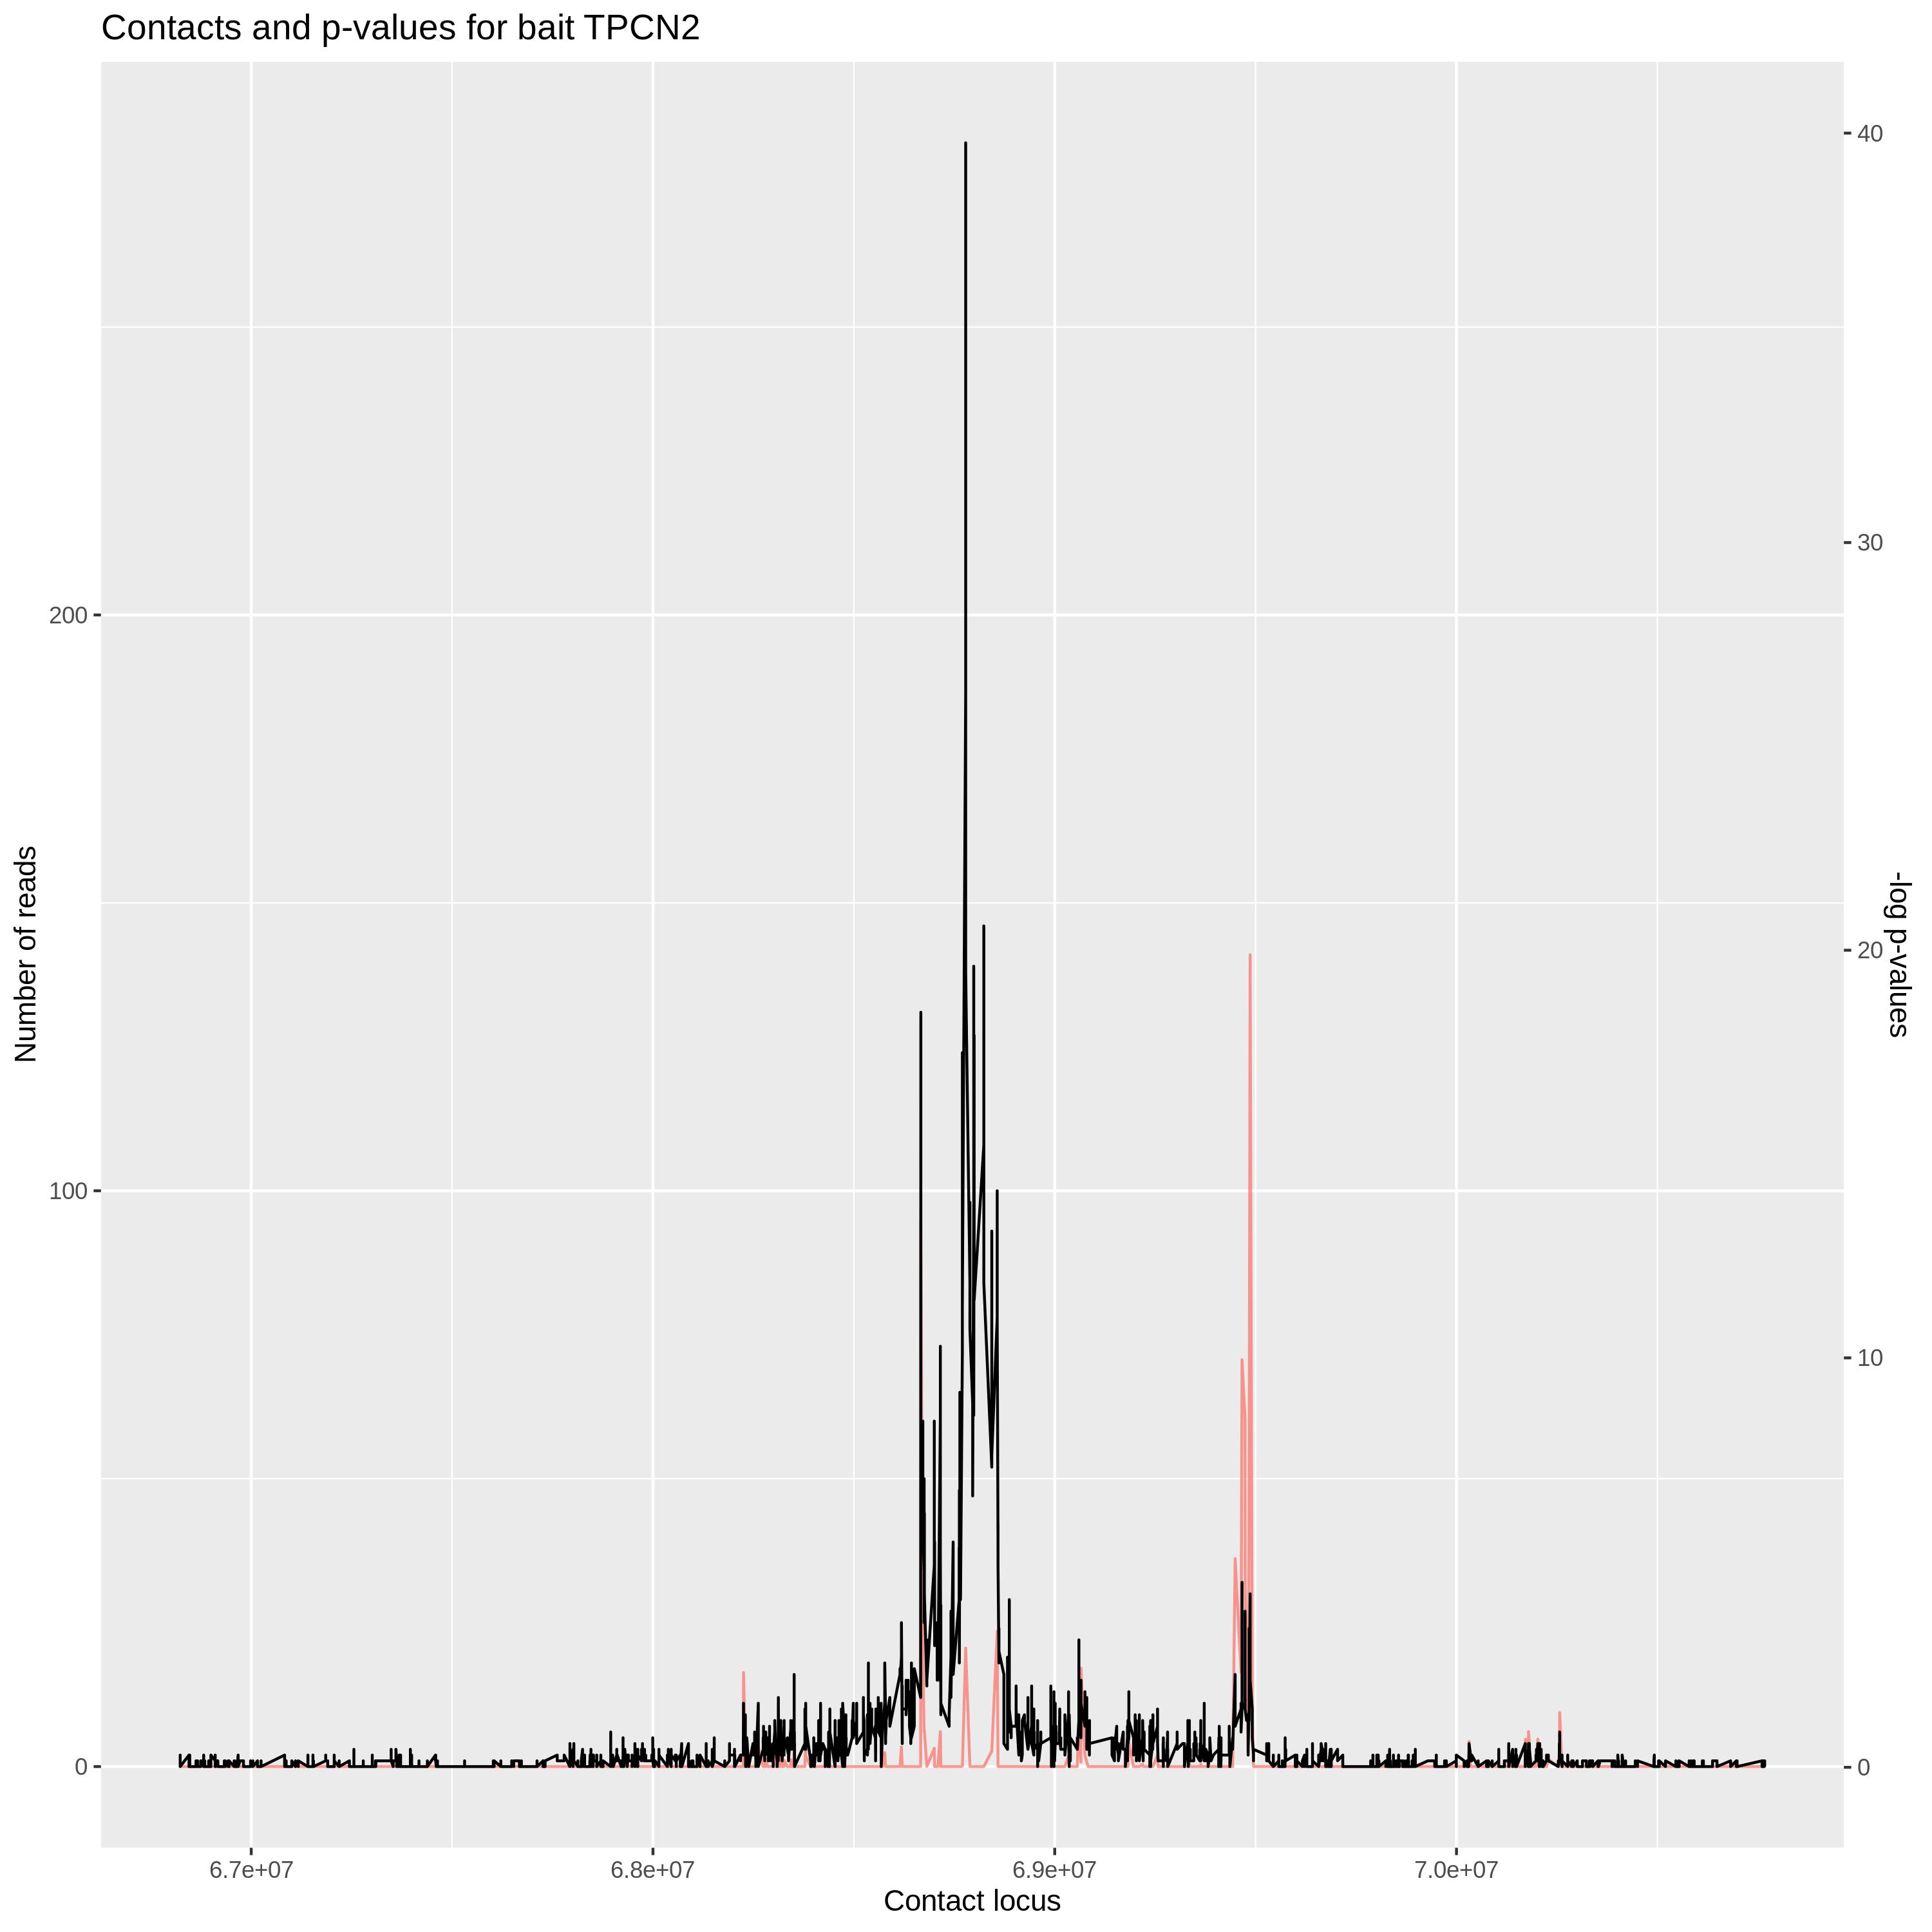 Contacts and p-values for bait TPCN2
40
30
200
Number of reads
-log p-values
20
100
10
0
0
6.7e+07
6.8e+07
6.9e+07
7.0e+07
Contact locus